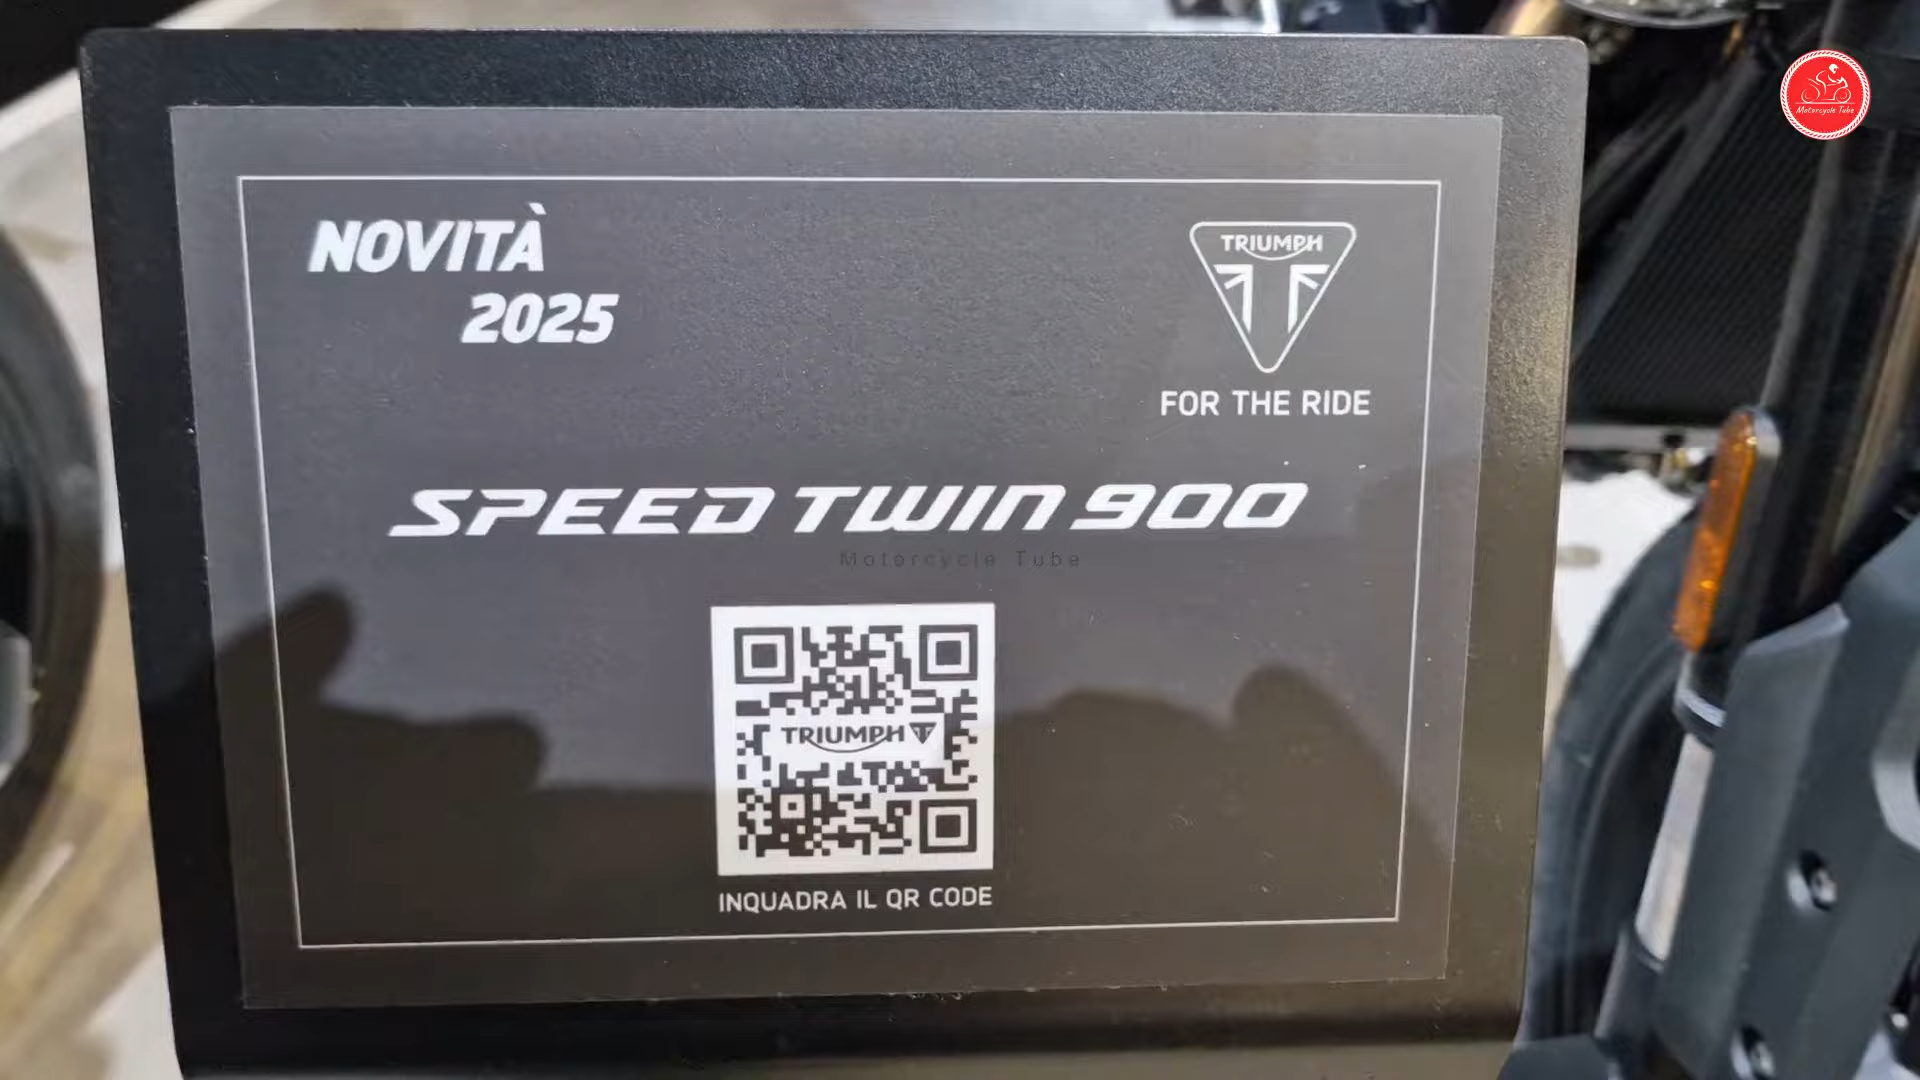 NOVITÀ
2025
TRIUMPH
FOR THE RIDE
SPEED TWIN 900
Motorcycle Tube
TRIUMPH
INQUADRA IL QR CODE
Motorcycle Tube